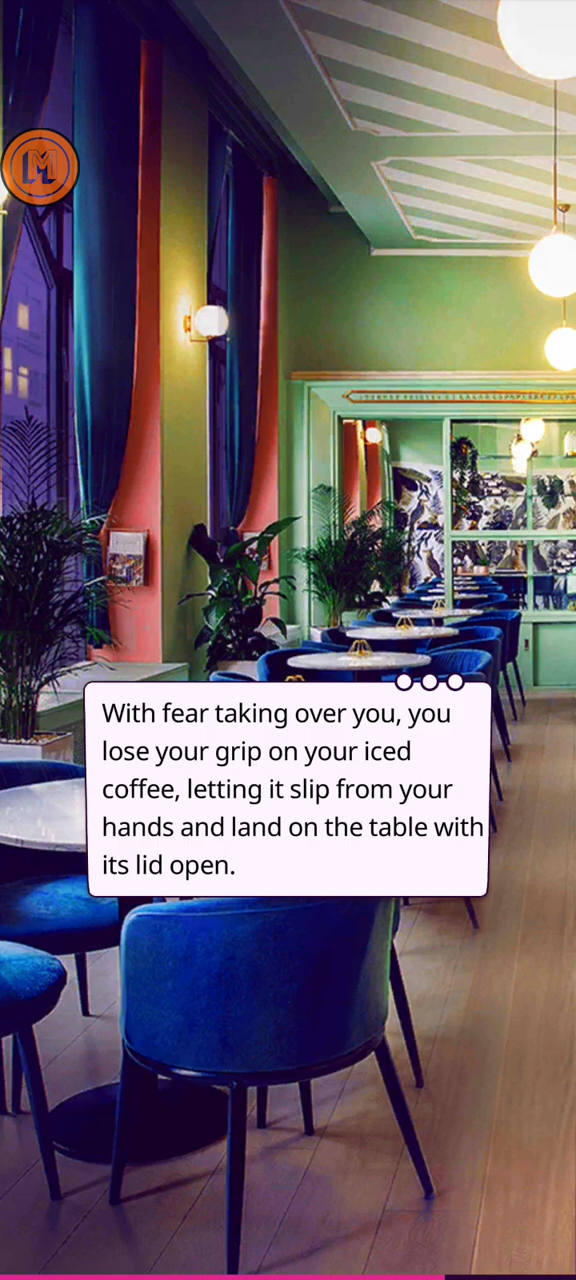 M
With fear taking over you, you
lose your grip on your iced
coffee, letting it slip from your
hands and land on the table with
its lid open.